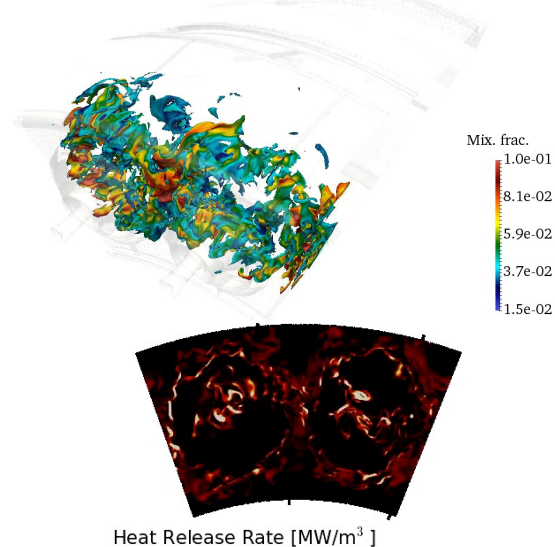 Mix. frac.
1.0e-01
8.1e-02
5.9e-02
3.7e-02
1.5e-02
Heat Release Rate [MW/m³ ]